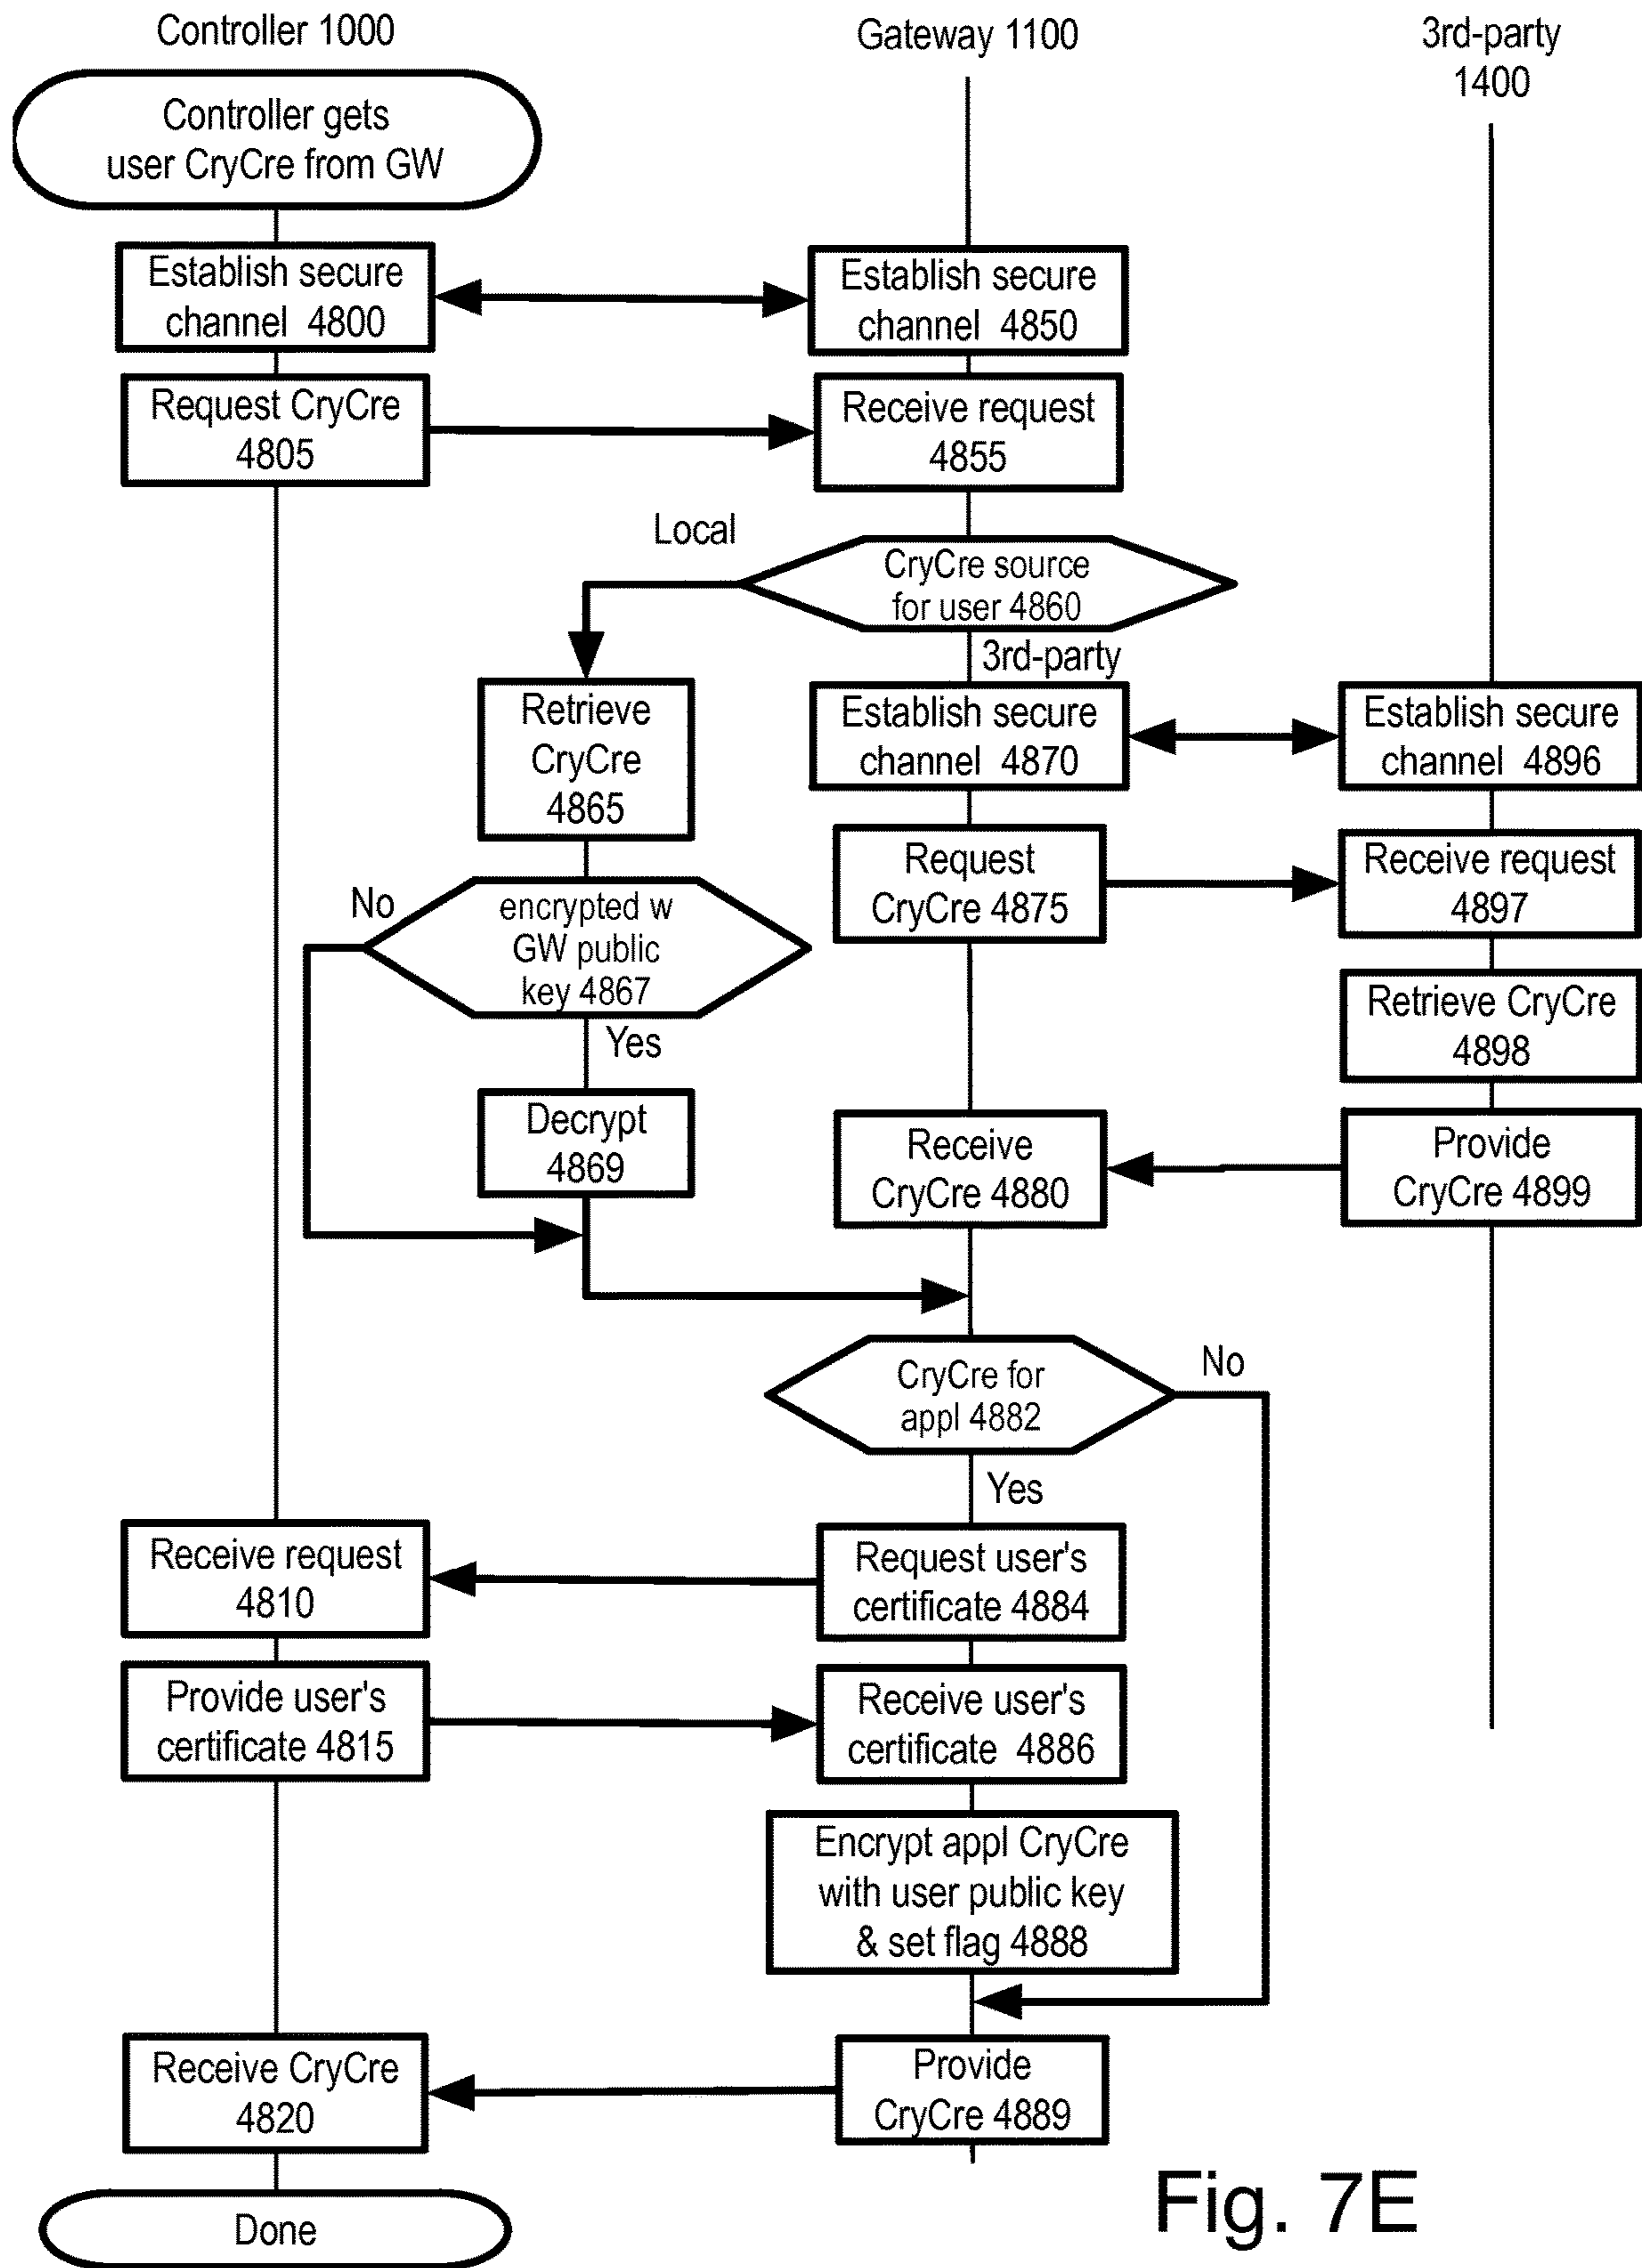 Controller 1000
Gateway 1100
3rd-party
1400
Controller gets
user CryCre from GW
Establish secure
channel 4800
Establish secure
channel 4850
Request CryCre
4805
Receive request
4855
Local
CryCre source
for user 4860
3rd-party
Retrieve
CryCre
4865
Establish secure
channel 4870
Establish secure
channel 4896
Request
CryCre 4875
Receive request
4897
No
encrypted w
GW public
key 4867
Yes
Retrieve CryCre
4898
Decrypt
4869
Receive
CryCre 4880
Provide
CryCre 4899
CryCre for
appl 4882
No
Yes
Receive request
4810
Request user's
certificate 4884
Provide user's
certificate 4815
Receive user's
certificate 4886
Encrypt appl CryCre
with user public key
& set flag 4888
Receive CryCre
4820
Provide
CryCre 4889
Done
Fig. 7E